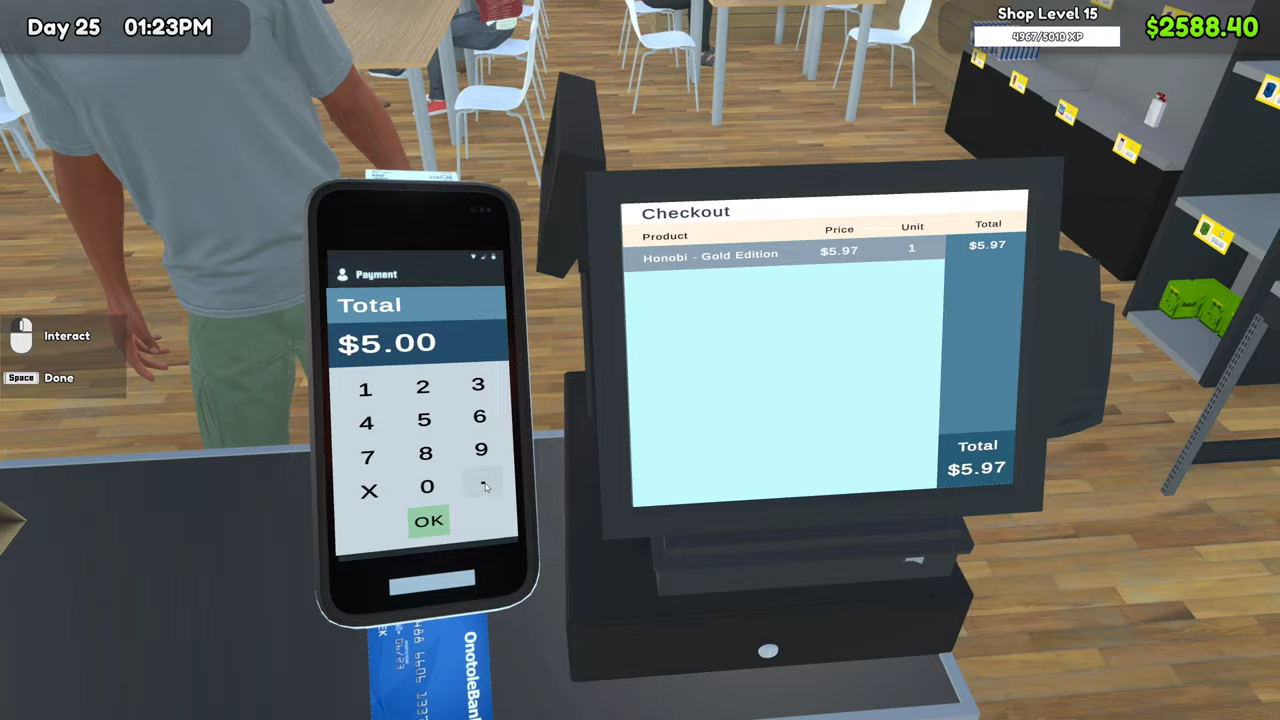 Day 25 01:23PM
Shop Level 15
4967/5010 XP
$2588.40
Interact
Space Done
Payment
Total
$5.00
1 2 3
4 5 6
7 8 9
X 0 .
OK
OnotoleBank
Checkout
Product Price Unit Total
Honobi - Gold Edition $5.97 1 $5.97
Total
$5.97